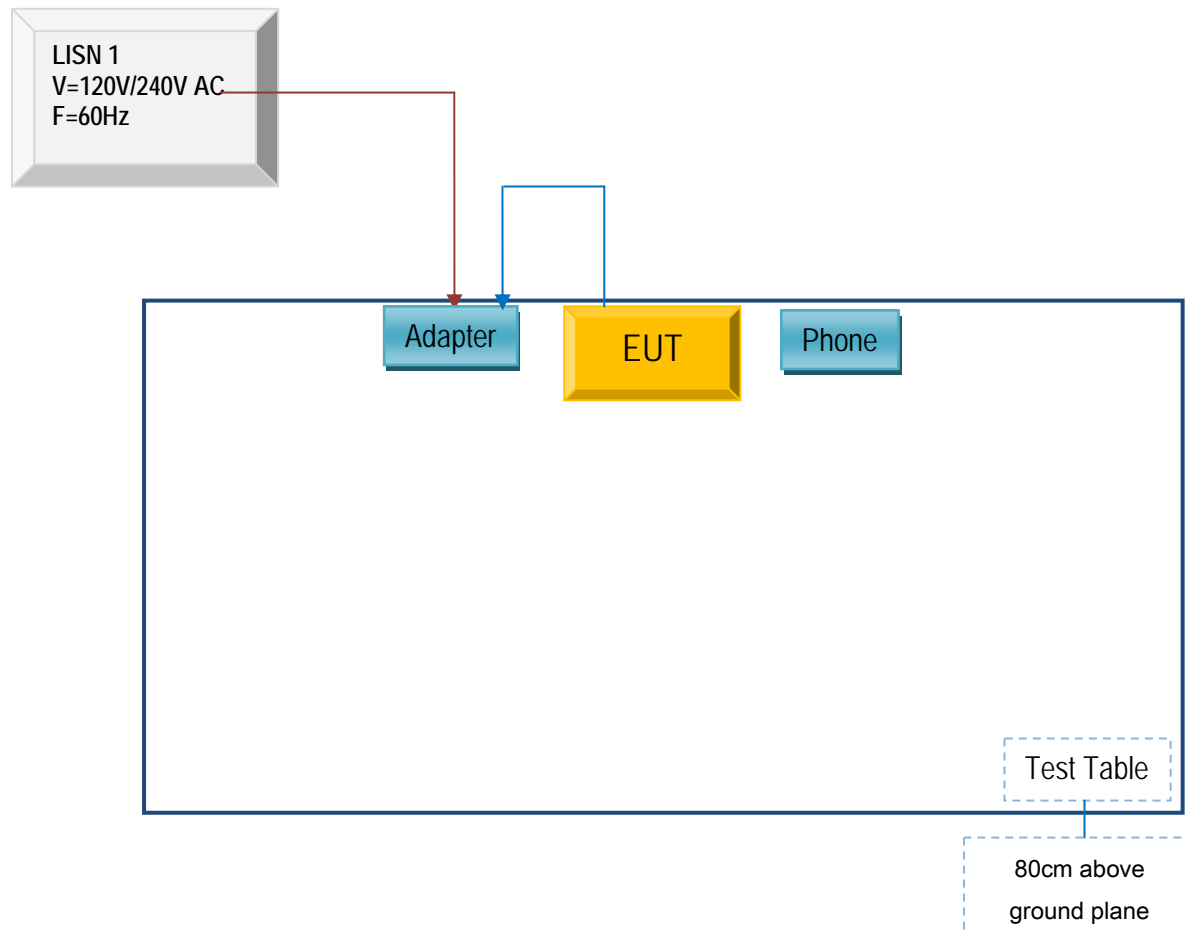 LISN 1
V=120V/240V AC
F=60Hz
Adapter
EUT
Phone
Test Table
80cm above
ground plane